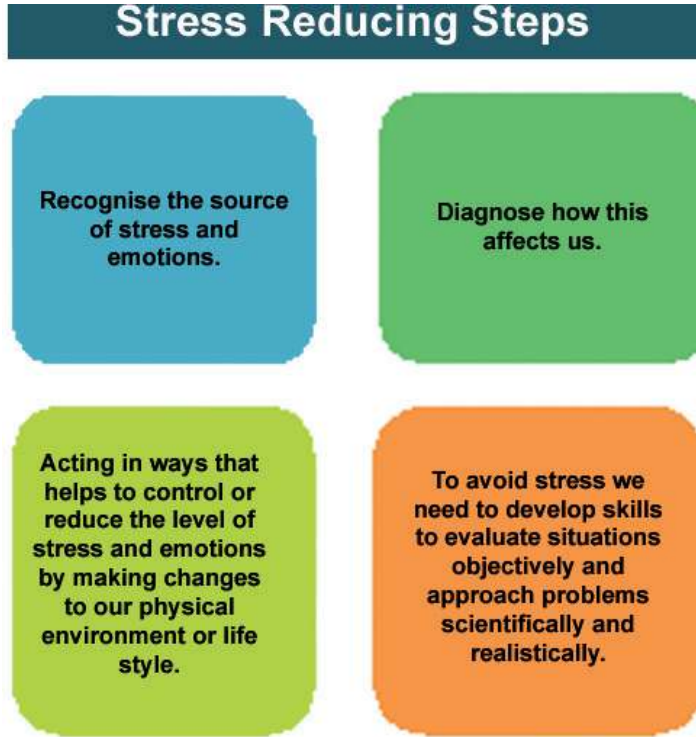 Stress Reducing Steps
Recognise the source
of stress and
emotions.
Diagnose how this
affects us.
Acting in ways that
helps to control or
reduce the level of
stress and emotions
by making changes
to our physical
environment or life
style.
To avoid stress we
need to develop skills
to evaluate situations
objectively and
approach problems
scientifically and
realistically.